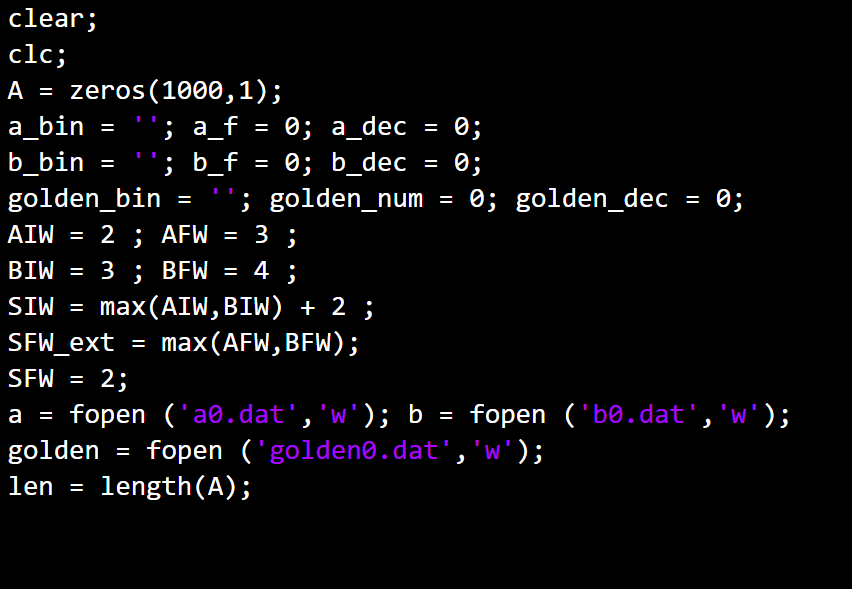 clear;
clc;
A = zeros(1000,1);
a_bin = ''; a_f = 0; a_dec = 0;
b_bin = ''; b_f = 0; b_dec = 0;
golden_bin = ''; golden_num = 0; golden_dec = 0;
AIW = 2 ; AFW = 3 ;
BIW = 3 ; BFW = 4 ;
SIW = max(AIW,BIW) + 2 ;
SFW_ext = max(AFW,BFW);
SFW = 2;
a = fopen ('a0.dat','w'); b = fopen ('b0.dat','w');
golden = fopen ('golden0.dat','w');
len = length(A);